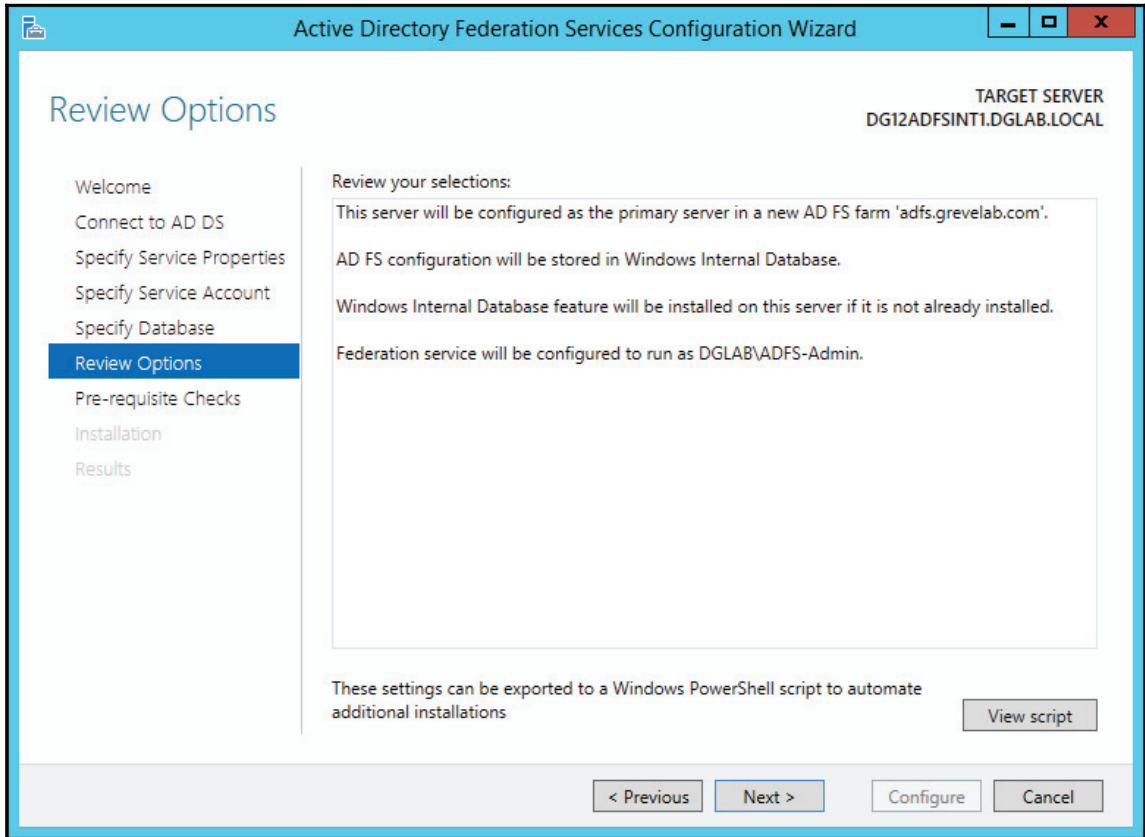 Active Directory Federation Services Configuration Wizard
Review Options
TARGET SERVER
DG12ADFSINT1.DGLAB.LOCAL
Welcome
Connect to AD DS
Specify Service Properties
Specify Service Account
Specify Database
Review Options
Pre-requisite Checks
Installation
Results
Review your selections:
This server will be configured as the primary server in a new AD FS farm 'adfs.grevelab.com'.
AD FS configuration will be stored in Windows Internal Database.
Windows Internal Database feature will be installed on this server if it is not already installed.
Federation service will be configured to run as DGLAB\ADFS-Admin.
These settings can be exported to a Windows PowerShell script to automate
additional installations
View script
< Previous
Next >
Configure
Cancel